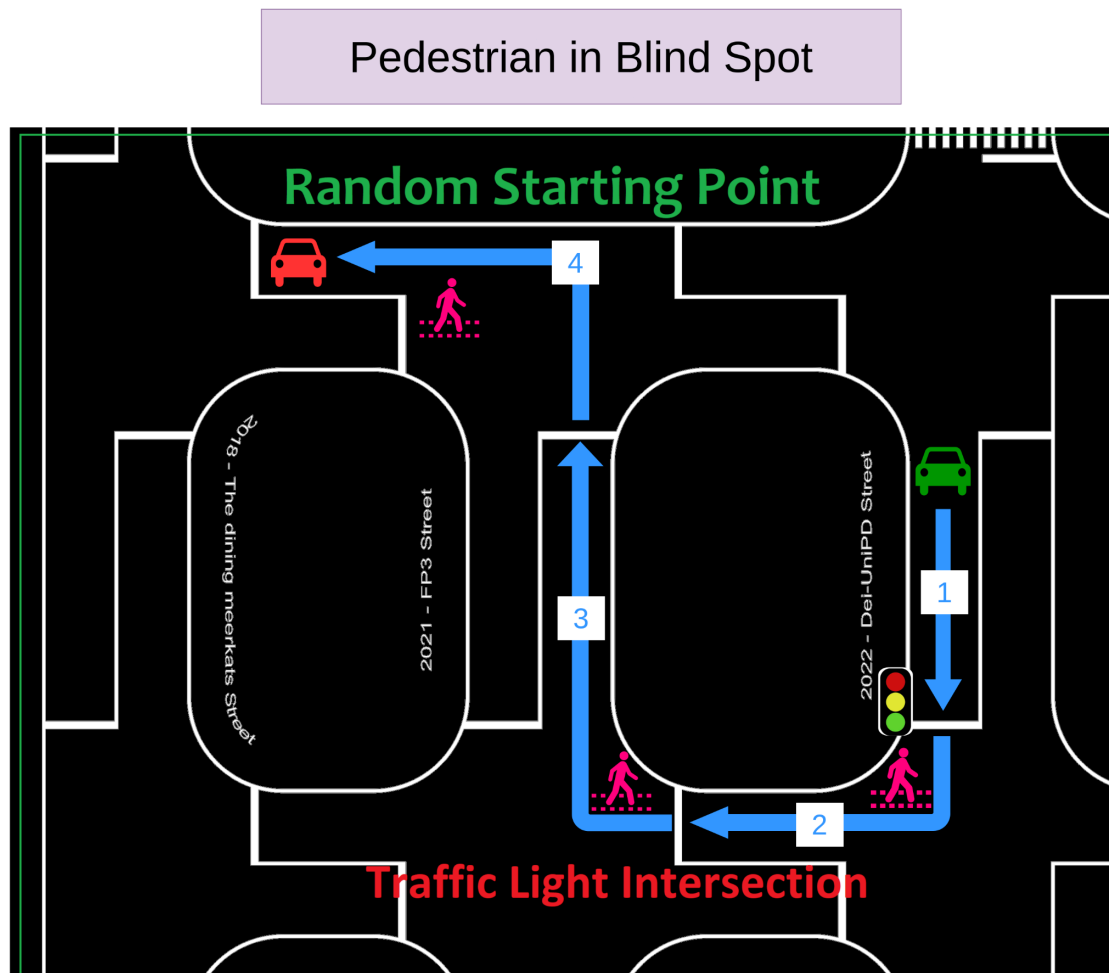 Pedestrian in Blind Spot
Random Starting Point
4
2018 - The dining meerkats Street
2021 - FP3 Street
2022 - Dei-UniPD Street
1
3
2
Traffic Light Intersection